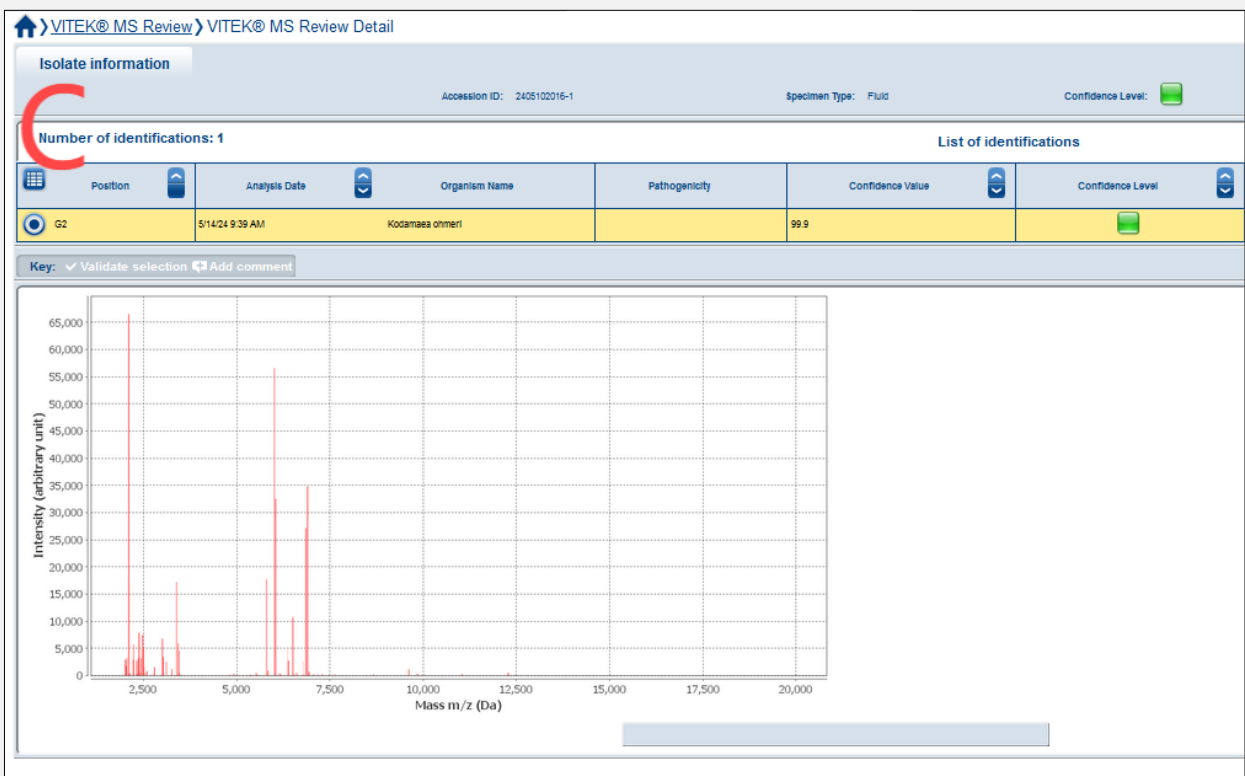 VITEK® MS Review VITEK® MS Review Detail
Isolate information
Accession ID: 2405102016-1 Specimen Type: Fluid Confidence Level:
C
Number of identifications: 1 List of identifications
Position Analysis Date Organism Name Pathogenicity Confidence Value Confidence Level
G2 5/14/24 9:39 AM Kodamaea ohmeri 99.9
Key: Validate selection Add comment
65,000
60,000
55,000
50,000
45,000
40,000
35,000
30,000
25,000
20,000
15,000
10,000
5,000
0
Intensity (arbitrary unit)
2,500 5,000 7,500 10,000 12,500 15,000 17,500 20,000
Mass m/z (Da)